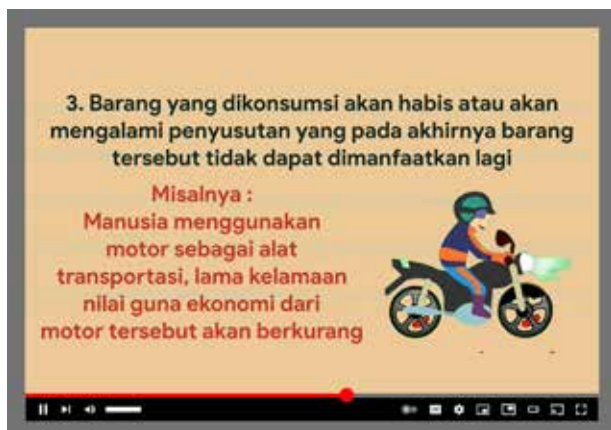 3. Barang yang dikonsumsi akan habis atau akan
mengalami penyusutan yang pada akhirnya barang
tersebut tidak dapat dimanfaatkan lagi
Misalnya :
Manusia menggunakan
motor sebagai alat
transportasi, lama kelamaan
nilai guna ekonomi dari
motor tersebut akan berkurang